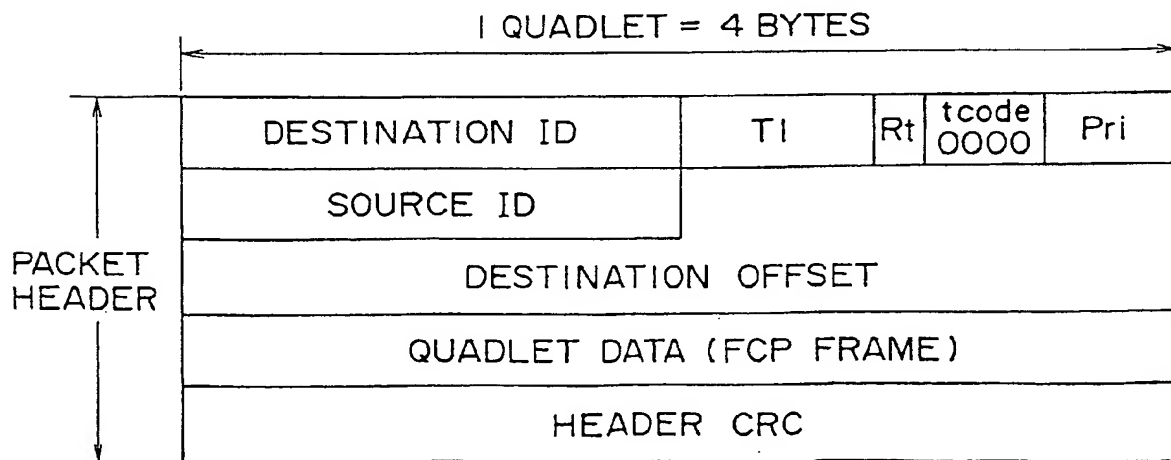 1 QUADLET = 4 BYTES
DESTINATION ID
Tl
Rt
tcode
0000
Pri
SOURCE ID
PACKET
HEADER
DESTINATION OFFSET
QUADLET DATA (FCP FRAME)
HEADER CRC